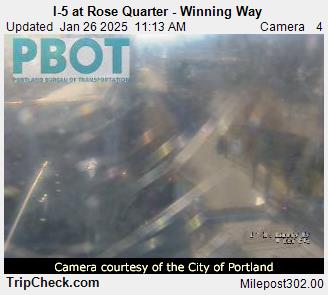 I-5 at Rose Quarter - Winning Way
Updated Jan 26 2025 11:13 AM Camera 4
PBOT
PORTLAND BUREAU OF TRANSPORTATION
Camera courtesy of the City of Portland
TripCheck.com Milepost302.00